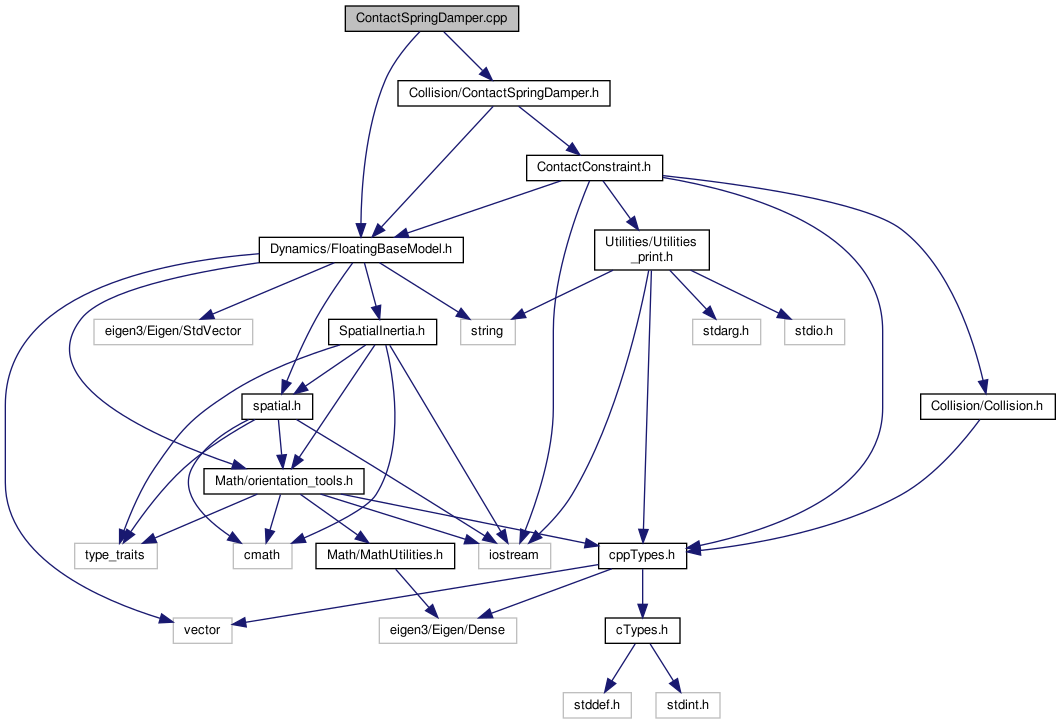 ContactSpringDamper.cpp
Collision/ContactSpringDamper.h
ContactConstraint.h
Dynamics/FloatingBaseModel.h
Utilities/Utilities
_print.h
eigen3/Eigen/StdVector
SpatialInertia.h
string
stdarg.h
stdio.h
spatial.h
Collision/Collision.h
Math/orientation_tools.h
type_traits
cmath
Math/MathUtilities.h
iostream
cppTypes.h
vector
eigen3/Eigen/Dense
cTypes.h
stddef.h
stdint.h